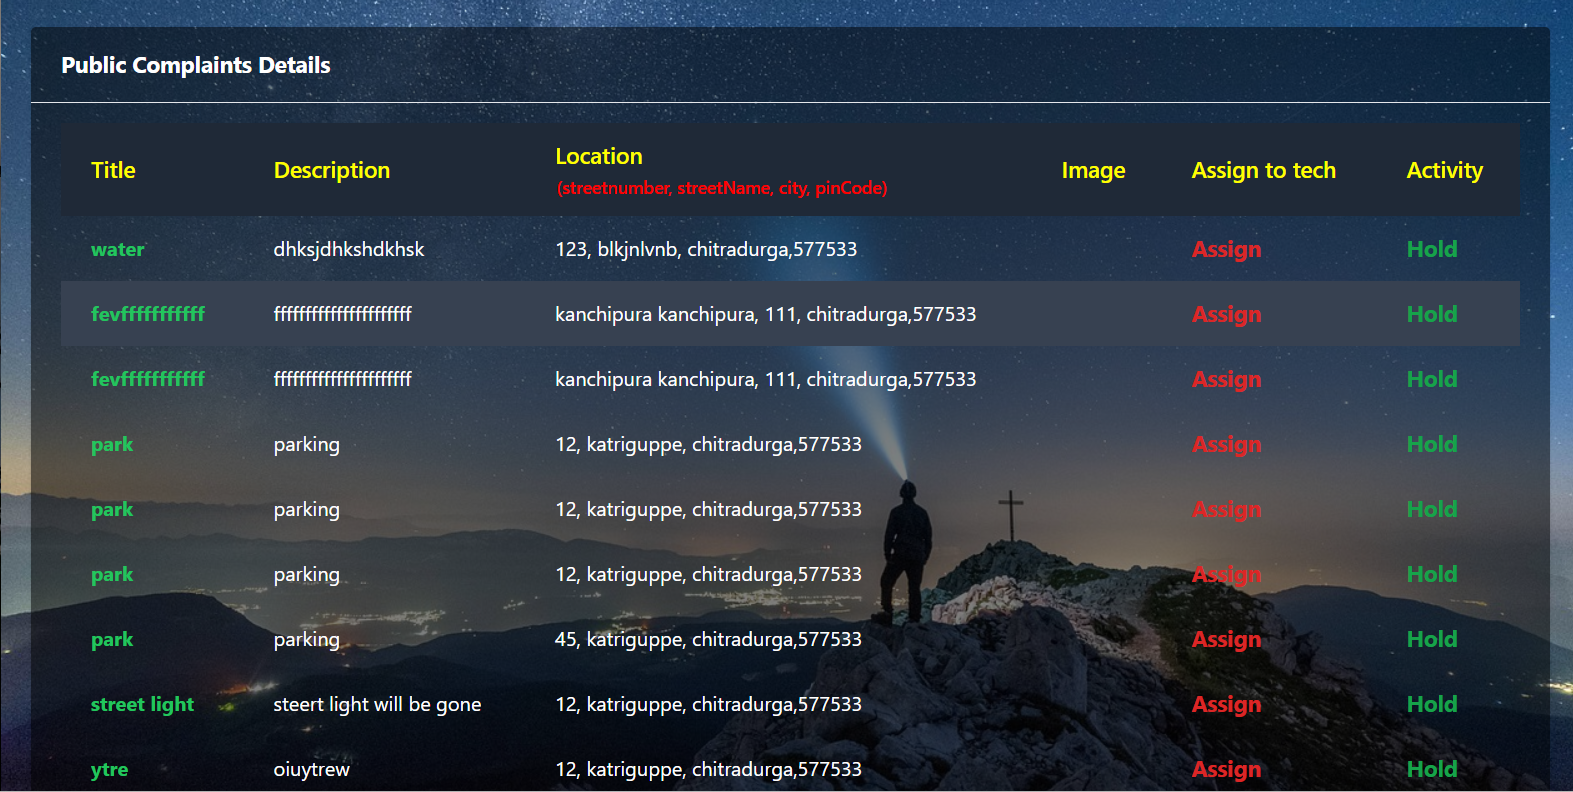 Public Complaints Details
Title Description Location Image Assign to tech Activity
(streetnumber, streetName, city, pinCode)
water dhksjdhkshdkhsk 123, blkjnlvnb, chitradurga,577533 Assign Hold
kanchipura kanchipura, 111, chitradurga,577533 Assign Hold
kanchipura kanchipura, 111, chitradurga,577533 Assign Hold
park parking 12, katriguppe, chitradurga,577533 Assign Hold
park parking 12, katriguppe, chitradurga,577533 Assign Hold
park parking 12, katriguppe, chitradurga,577533 Assign Hold
park parking 45, katriguppe, chitradurga,577533 Assign Hold
street light steert light will be gone 12, katriguppe, chitradurga,577533 Assign Hold
ytre oiuytrew 12, katriguppe, chitradurga,577533 Assign Hold